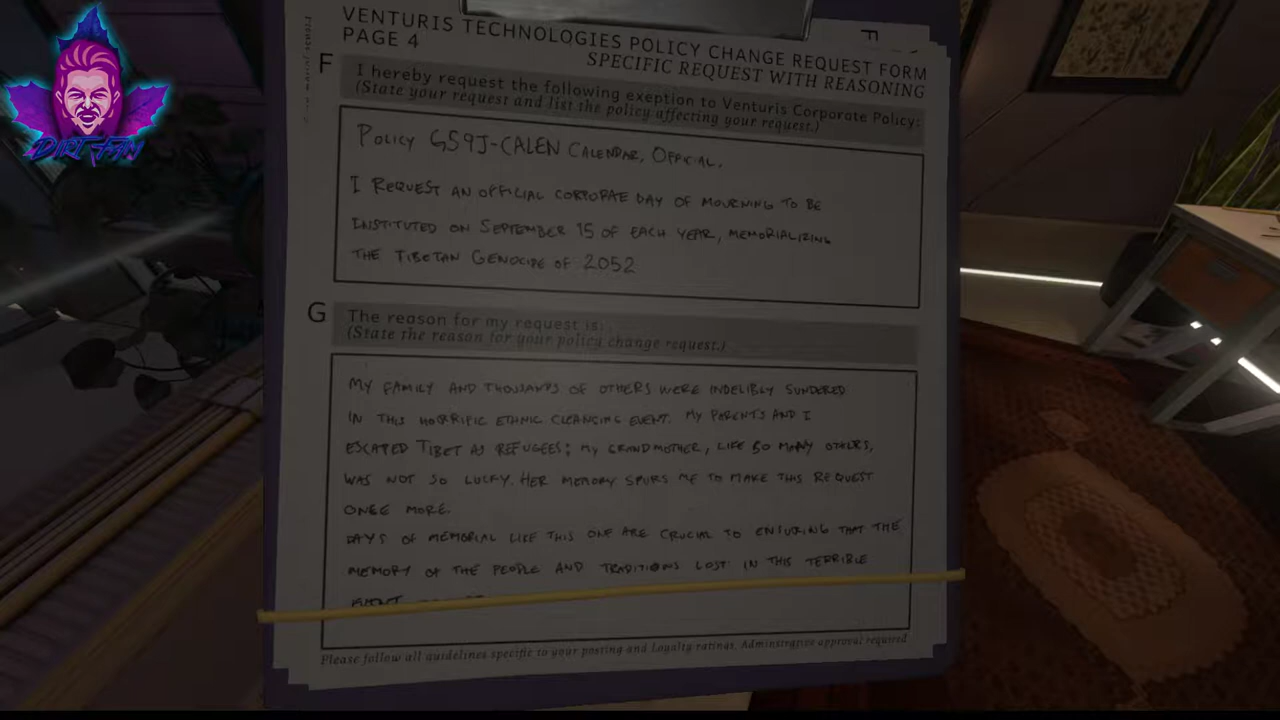 DIRT FAM
VENTURIS TECHNOLOGIES POLICY CHANGE REQUEST FORM
PAGE 4
SPECIFIC REQUEST WITH REASONING
F
I hereby request the following exeption to Venturis Corporate Policy:
(State your request and list the policy affecting your request.)
POLICY GS9J-CALEN CALENDAR, OFFICIAL.
I REQUEST AN OFFICIAL CORPORATE DAY OF MOURNING TO BE
INSTITUTED ON SEPTEMBER 15 OF EACH YEAR, MEMORIALIZING
THE TIBETAN GENOCIDE OF 2052
G
The reason for my request is:
(State the reason for your policy change request.)
MY FAMILY AND THOUSANDS OF OTHERS WERE INDELIBLY SUNDERED
IN THIS HORRIFIC ETHNIC CLEANSING EVENT. MY PARENTS AND I
ESCAPED TIBET AS REFUGEES; MY GRANDMOTHER, LIKE SO MANY OTHERS,
WAS NOT SO LUCKY. HER MEMORY SPURS ME TO MAKE THIS REQUEST
ONCE MORE.
DAYS OF MEMORIAL LIKE THIS ONE ARE CRUCIAL TO ENSURING THAT THE
MEMORY OF THE PEOPLE AND TRADITIONS LOST IN THIS TERRIBLE
EVENT
Please follow all guidelines specific to your posting and Loyalty ratings. Adminstrative approval required